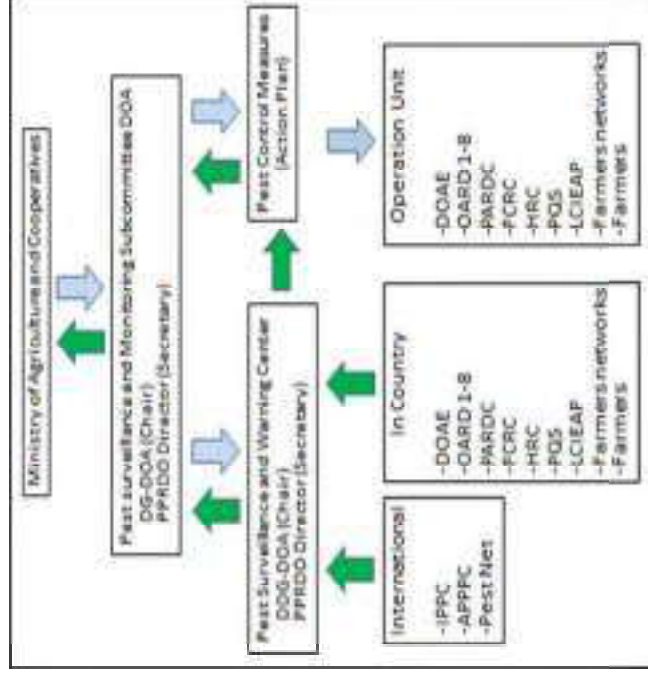 Ministry of Agriculture and Cooperatives
Pest surveillance and Monitoring Subcommittee DOA
DG-DOA (Chair)
PPRDO Director (Secretary)
Pest Surveillance and Warning Center
DDG-DOA (Chair)
PPRDO Director (Secretary)
Pest Control Measures
(Action Plan)
International
-IPPC
-APPPC
-Pest Net
In Country
-DOAE
-OARD 1-8
-PARDC
-FCRC
-HRC
-PQS
-LCIEAP
-Farmers networks
-Farmers
Operation Unit
-DOAE
-OARD 1-8
-PARDC
-FCRC
-HRC
-PQS
-LCIEAP
-Farmers networks
-Farmers